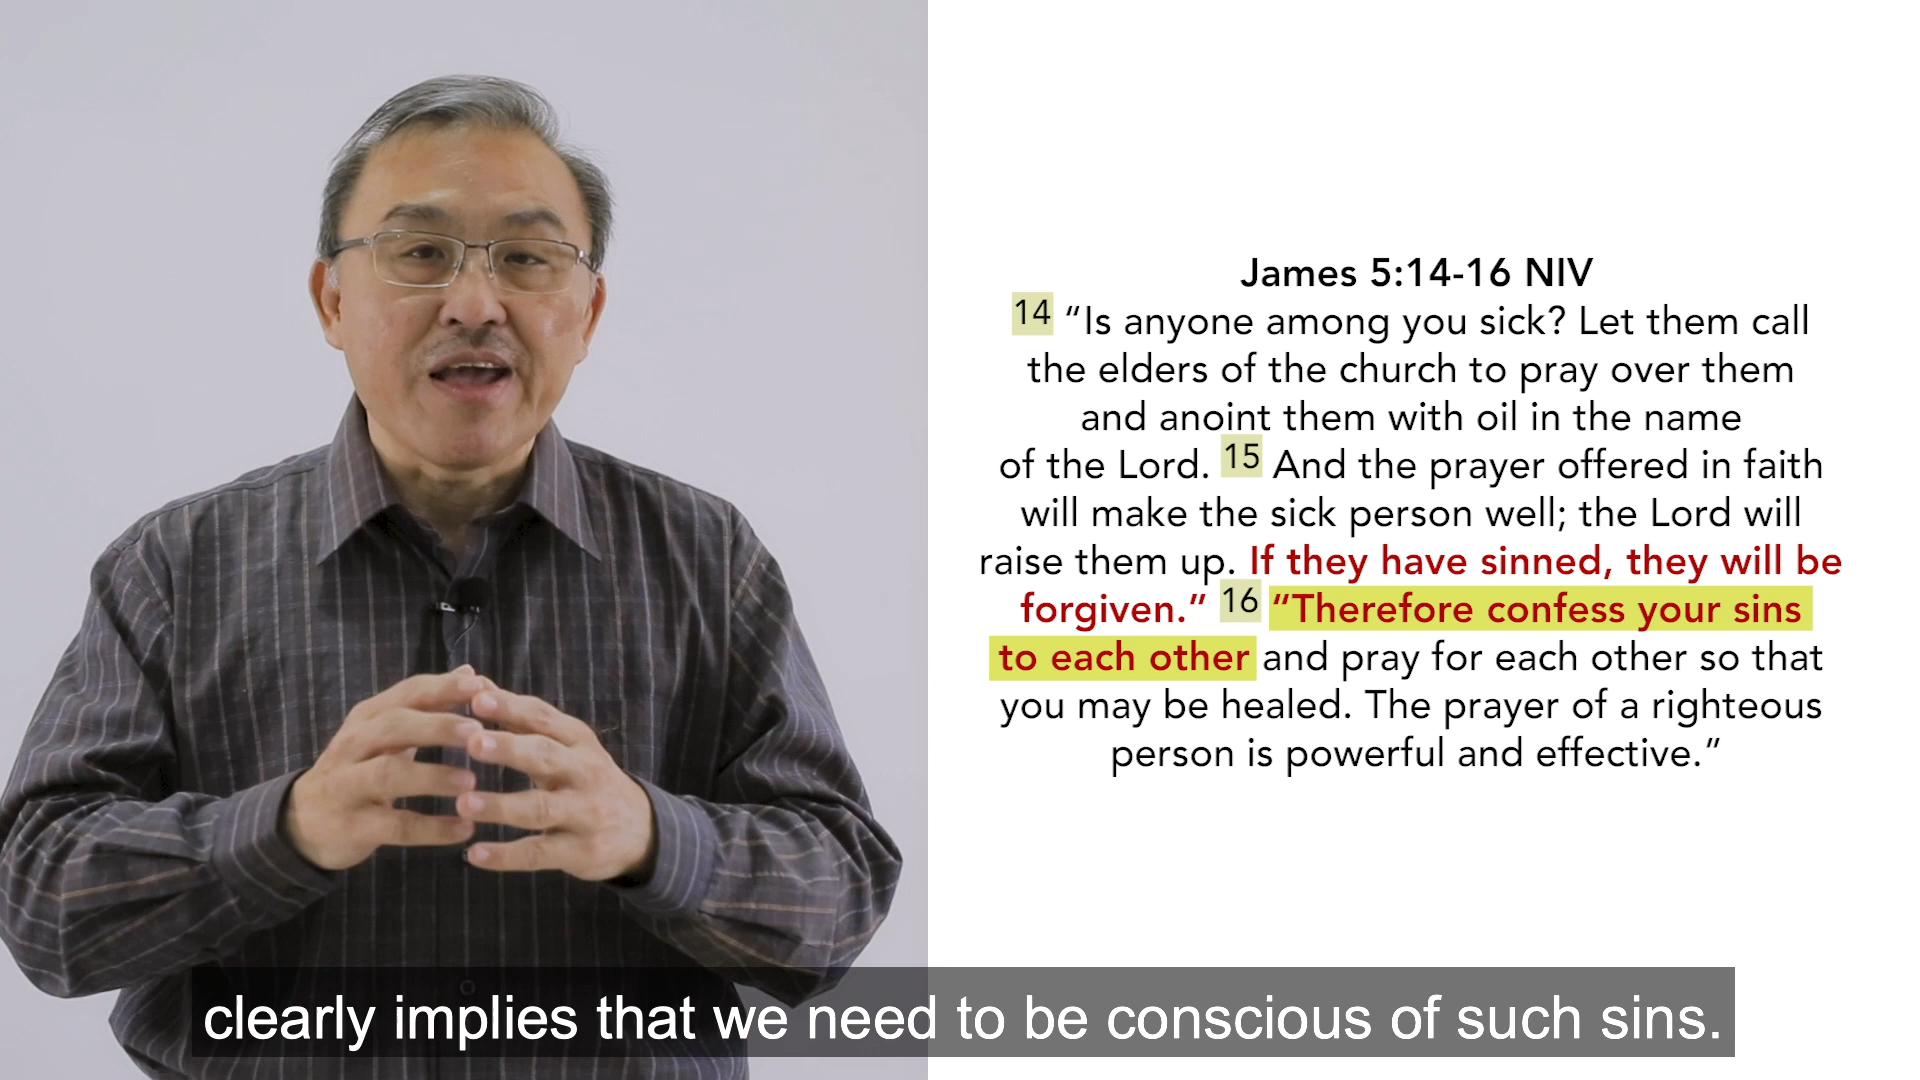 James 5:14-16 NIV
14 “Is anyone among you sick? Let them call
the elders of the church to pray over them
and anoint them with oil in the name
of the Lord. 15 And the prayer offered in faith
will make the sick person well; the Lord will
raise them up. If they have sinned, they will be
forgiven.” 16 “Therefore confess your sins
to each other and pray for each other so that
you may be healed. The prayer of a righteous
person is powerful and effective.”
clearly implies that we need to be conscious of such sins.